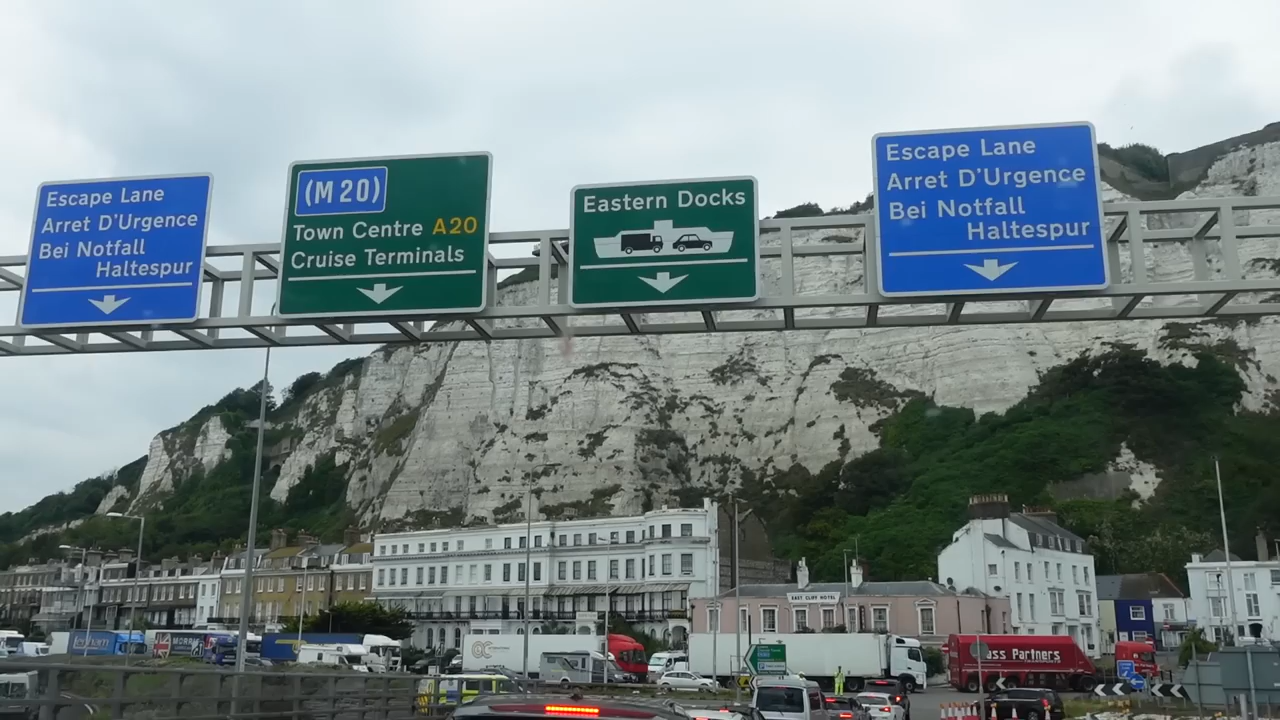 Escape Lane
Arret D'Urgence
Bei Notfall
Haltespur
(M 20)
Town Centre A20
Cruise Terminals
Eastern Docks
Escape Lane
Arret D'Urgence
Bei Notfall
Haltespur
EAST CLIFF HOTEL
ass Partners